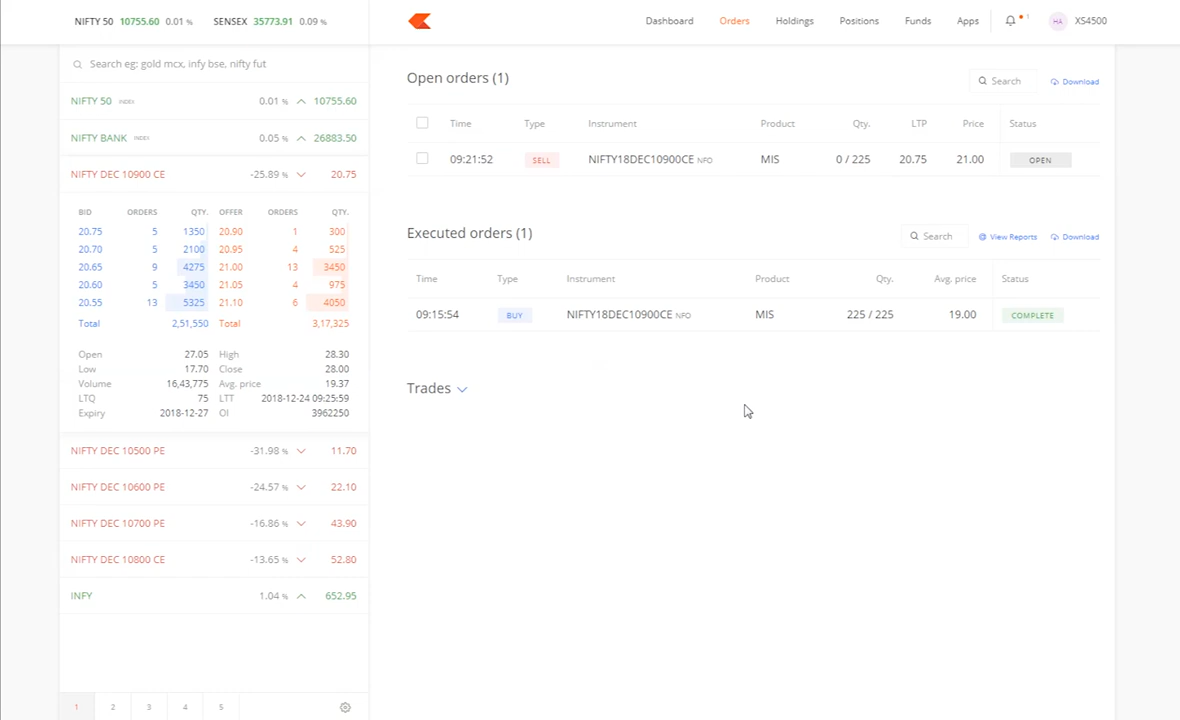 NIFTY 50 10755.60 0.01 % SENSEX 35773.91 0.09 %
Dashboard Orders Holdings Positions Funds Apps 1 HA XS4500
Search eg: gold mcx, infy bse, nifty fut
NIFTY 50 INDEX 0.01 % 10755.60
NIFTY BANK INDEX 0.05 % 26883.50
NIFTY DEC 10900 CE -25.89 % 20.75
BID ORDERS QTY. OFFER ORDERS QTY.
20.75 5 1350 20.90 1 300
20.70 5 2100 20.95 4 525
20.65 9 4275 21.00 13 3450
20.60 5 3450 21.05 4 975
20.55 13 5325 21.10 6 4050
Total 2,51,550 Total 3,17,325
Open 27.05 High 28.30
Low 17.70 Close 28.00
Volume 16,43,775 Avg. price 19.37
LTQ 75 LTT 2018-12-24 09:25:59
Expiry 2018-12-27 OI 3962250
NIFTY DEC 10500 PE -31.98 % 11.70
NIFTY DEC 10600 PE -24.57 % 22.10
NIFTY DEC 10700 PE -16.86 % 43.90
NIFTY DEC 10800 CE -13.65 % 52.80
INFY 1.04 % 652.95
1 2 3 4 5
Open orders (1) Search Download
Time Type Instrument Product Qty. LTP Price Status
09:21:52 SELL NIFTY18DEC10900CE NFO MIS 0 / 225 20.75 21.00 OPEN
Executed orders (1) Search View Reports Download
Time Type Instrument Product Qty. Avg. price Status
09:15:54 BUY NIFTY18DEC10900CE NFO MIS 225 / 225 19.00 COMPLETE
Trades